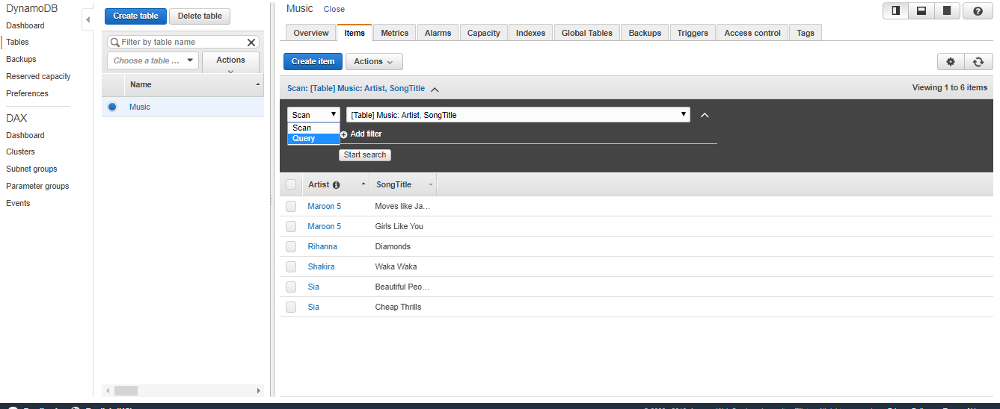 DynamoDB
Dashboard
Tables
Backups
Reserved capacity
Preferences
DAX
Dashboard
Clusters
Subnet groups
Parameter groups
Events
Create table
Delete table
Filter by table name
Choose a table ...
Actions
Name
Music
Music Close
Overview Items Metrics Alarms Capacity Indexes Global Tables Backups Triggers Access control Tags
Create item Actions
Scan: [Table] Music: Artist, SongTitle
Viewing 1 to 6 items
Scan [Table] Music: Artist, SongTitle
Scan
Query Add filter
Start search
Artist SongTitle
Maroon 5 Moves like Ja…
Maroon 5 Girls Like You
Rihanna Diamonds
Shakira Waka Waka
Sia Beautiful Peo…
Sia Cheap Thrills